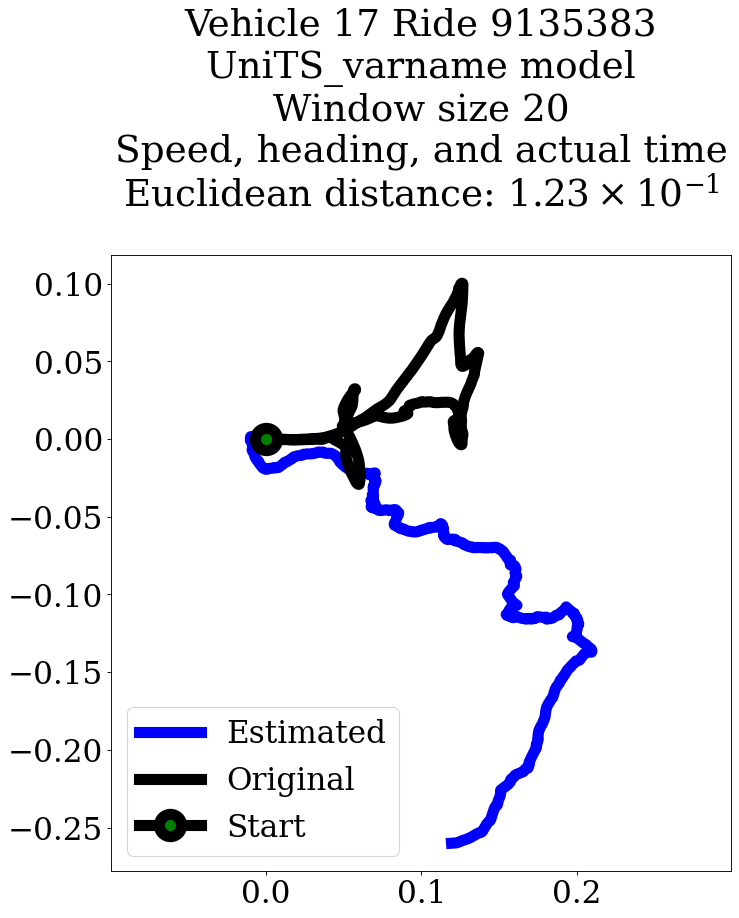 Vehicle 17 Ride 9135383
UniTS_varname model
Window size 20
Speed, heading, and actual time
Euclidean distance: 1.23 × 10⁻¹
0.10
0.05
0.00
−0.05
−0.10
−0.15
−0.20
−0.25
Estimated
Original
Start
0.0 0.1 0.2